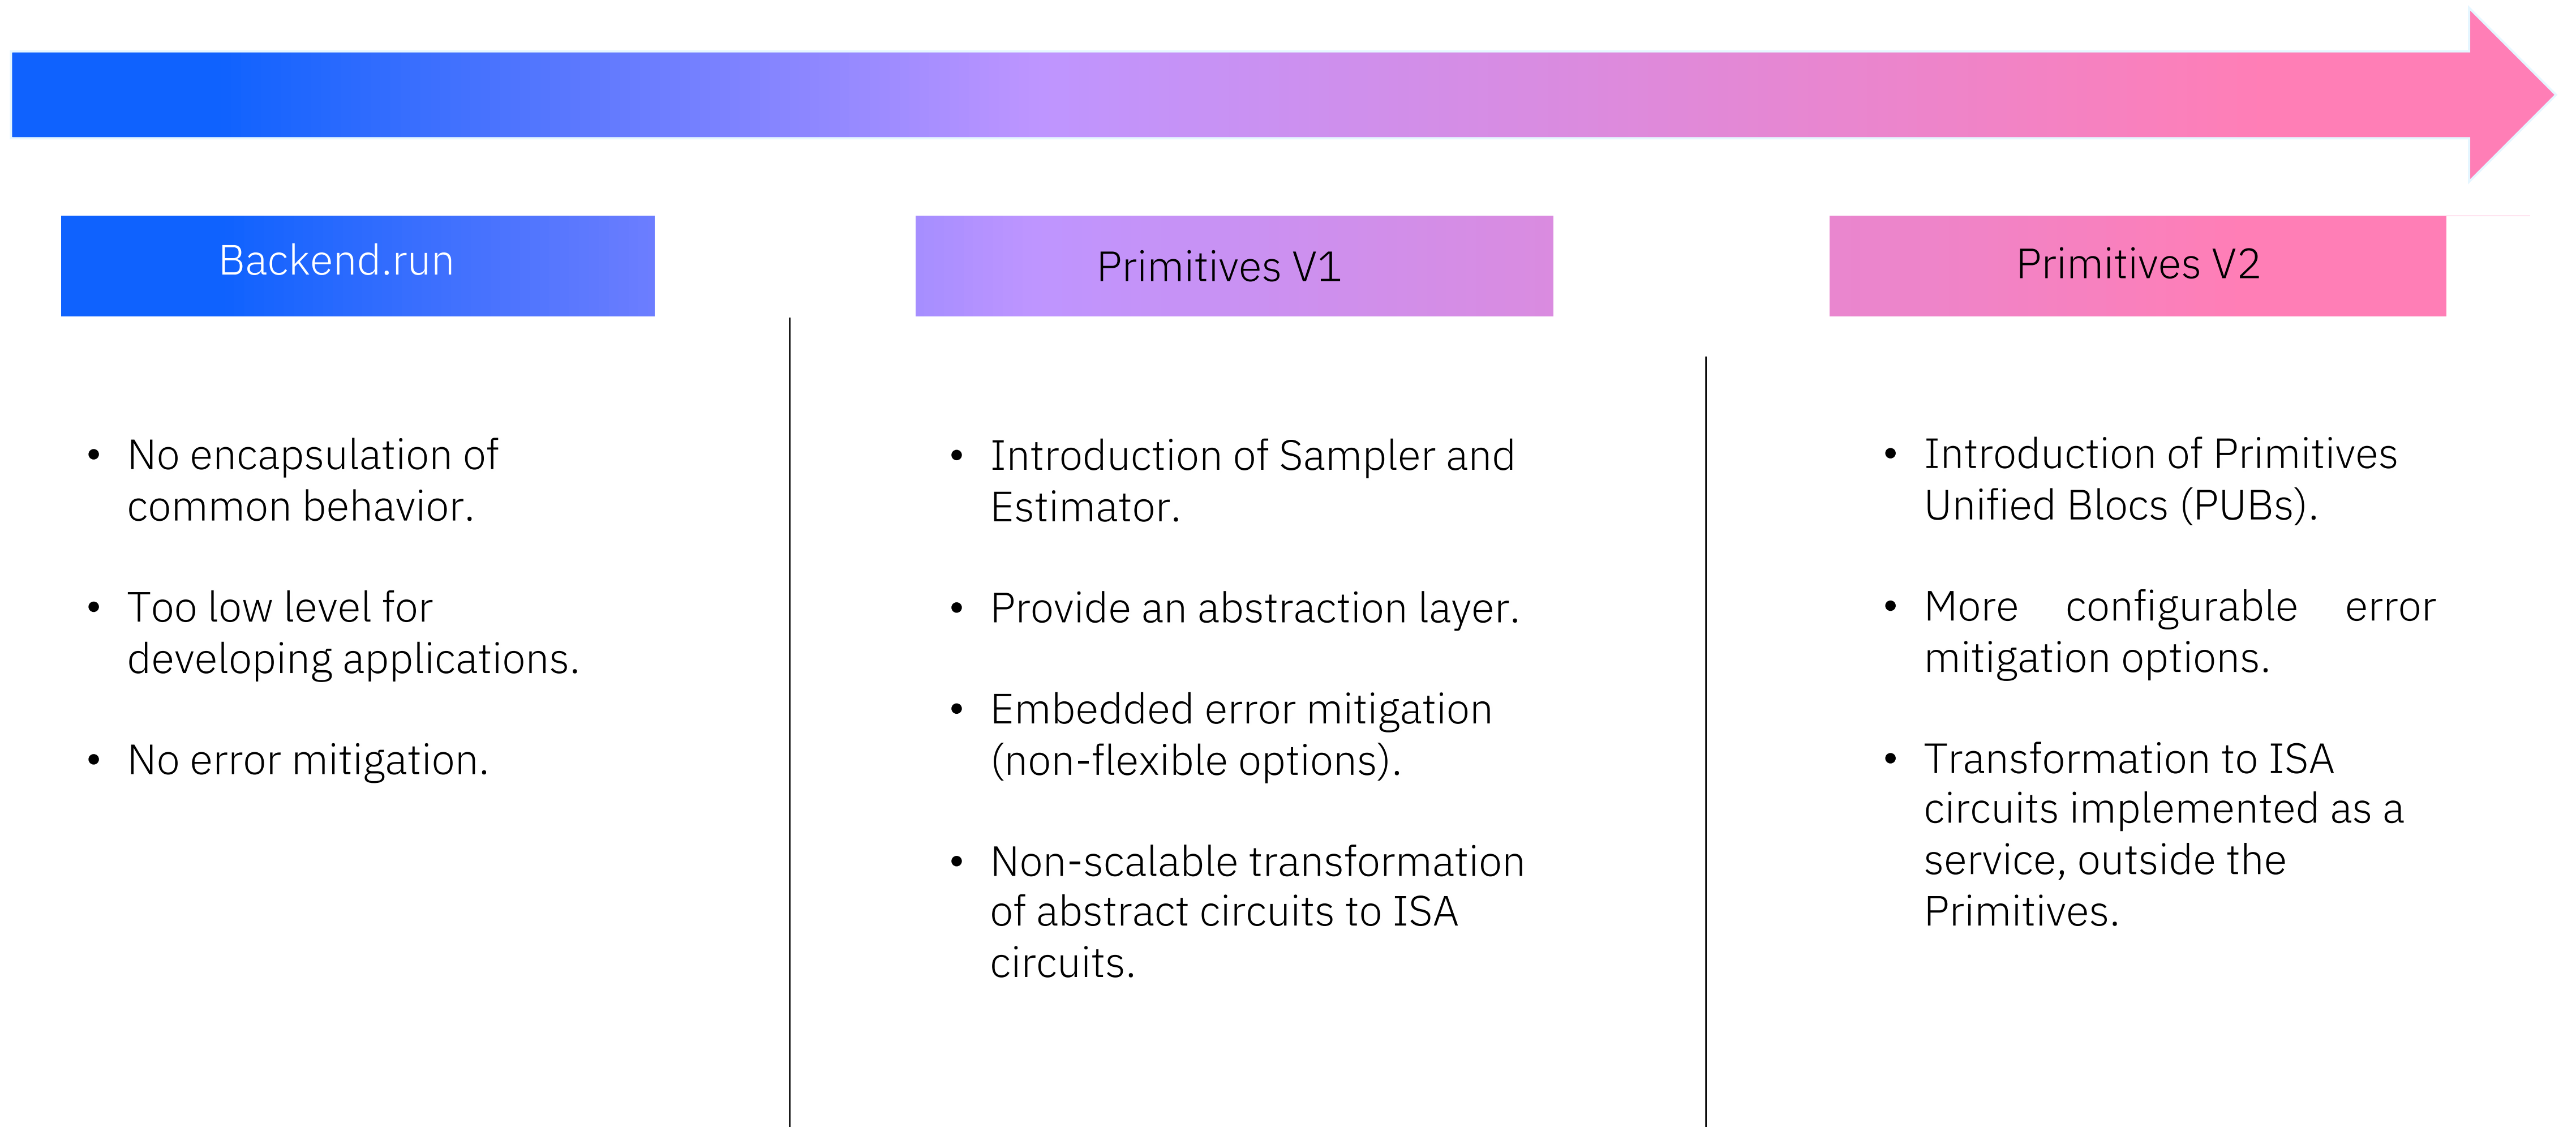 Backend.run
No encapsulation of
common behavior.
Too low level for
developing applications.
No error mitigation.
Primitives V1
Introduction of Sampler and
Estimator.
Provide an abstraction layer.
Embedded error mitigation
(non-flexible options).
Non-scalable transformation
of abstract circuits to ISA
circuits.
Primitives V2
Introduction of Primitives
Unified Blocs (PUBs).
More configurable error
mitigation options.
Transformation to ISA
circuits implemented as a
service, outside the
Primitives.